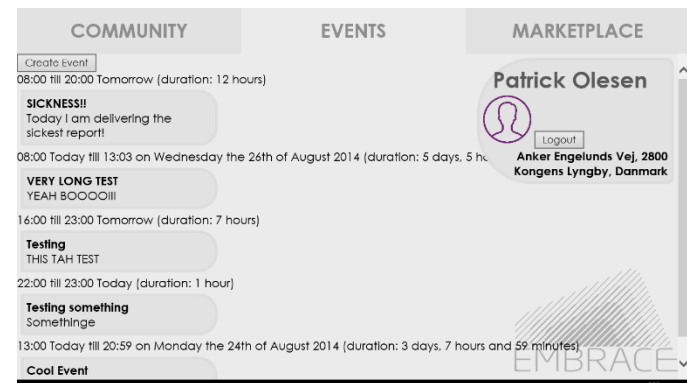 COMMUNITY EVENTS MARKETPLACE
Create Event
08:00 till 20:00 Tomorrow (duration: 12 hours)
SICKNESS!!
Today I am delivering the
sickest report!
Patrick Olesen
Logout
Anker Engelunds Vej, 2800
Kongens Lyngby, Danmark
08:00 Today till 13:03 on Wednesday the 26th of August 2014 (duration: 5 days, 5 ho
VERY LONG TEST
YEAH BOOOOIII
16:00 till 23:00 Tomorrow (duration: 7 hours)
Testing
THIS TAH TEST
22:00 till 23:00 Today (duration: 1 hour)
Testing something
Somethinge
13:00 Today till 20:59 on Monday the 24th of August 2014 (duration: 3 days, 7 hours and 59 minutes)
Cool Event
EMBRACE